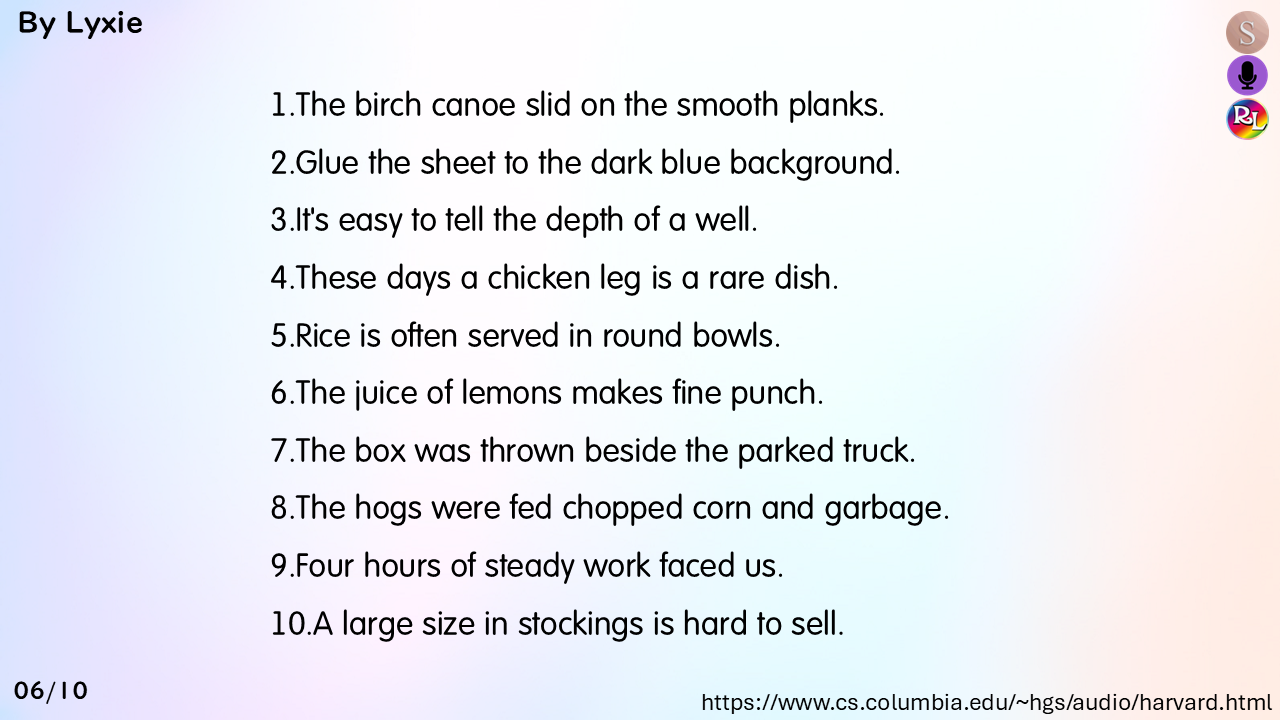 By Lyxie
S
RL
1.The birch canoe slid on the smooth planks.
2.Glue the sheet to the dark blue background.
3.It's easy to tell the depth of a well.
4.These days a chicken leg is a rare dish.
5.Rice is often served in round bowls.
6.The juice of lemons makes fine punch.
7.The box was thrown beside the parked truck.
8.The hogs were fed chopped corn and garbage.
9.Four hours of steady work faced us.
10.A large size in stockings is hard to sell.
06/10
https://www.cs.columbia.edu/~hgs/audio/harvard.html